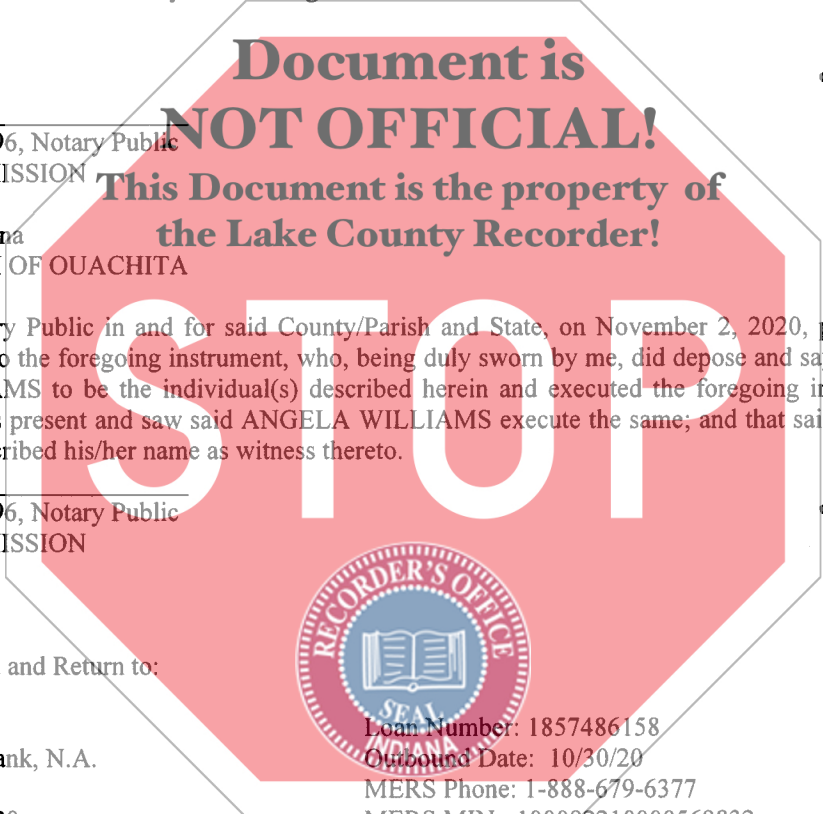 Document is
NOT OFFICIAL!
6, Notary Public
ISSION
This Document is the property of
the Lake County Recorder!
na
OF OUACHITA
STOP
y Public in and for said County/Parish and State, on November 2, 2020,
o the foregoing instrument, who, being duly sworn by me, did depose and sa
AMS to be the individual(s) described herein and executed the foregoing in
s present and saw said ANGELA WILLIAMS execute the same; and that sai
ribed his/her name as witness thereto.
6, Notary Public
ISSION
RECORDER'S OFFICE
SEAL
INDIANA
and Return to:
Loan Number: 1857486158
ank, N.A.
Outbound Date: 10/30/20
MERS Phone: 1-888-679-6377